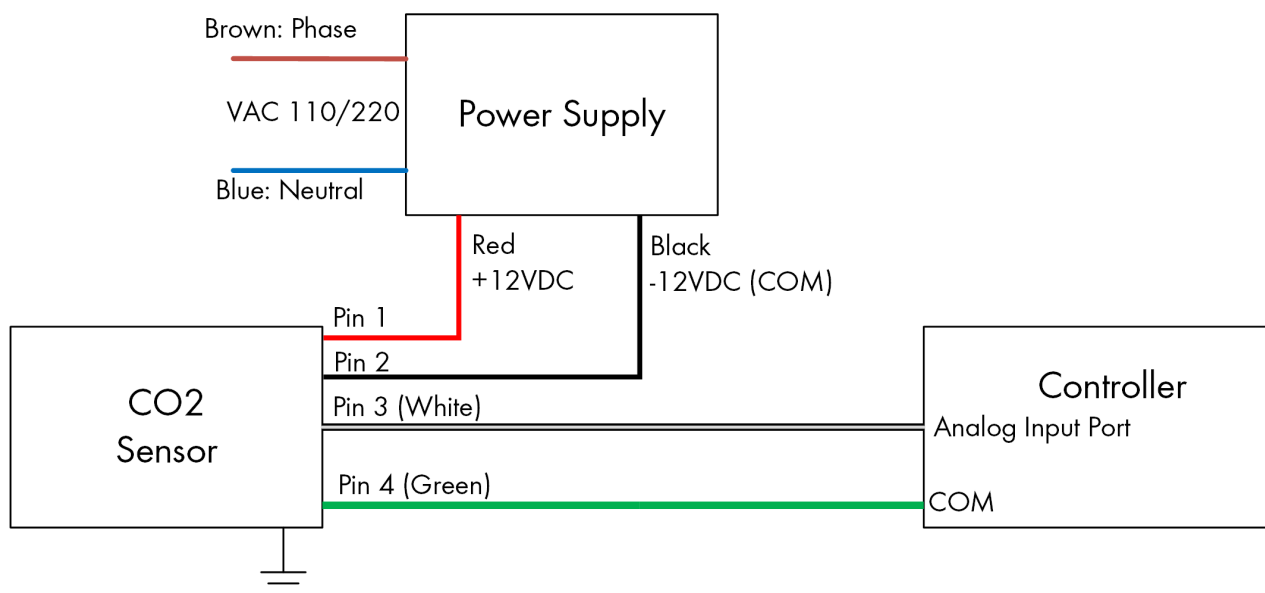 Brown: Phase
VAC 110/220
Blue: Neutral
Power Supply
Red
+12VDC
Black
-12VDC (COM)
Pin 1
Pin 2
Pin 3 (White)
Pin 4 (Green)
CO2
Sensor
Controller
Analog Input Port
COM